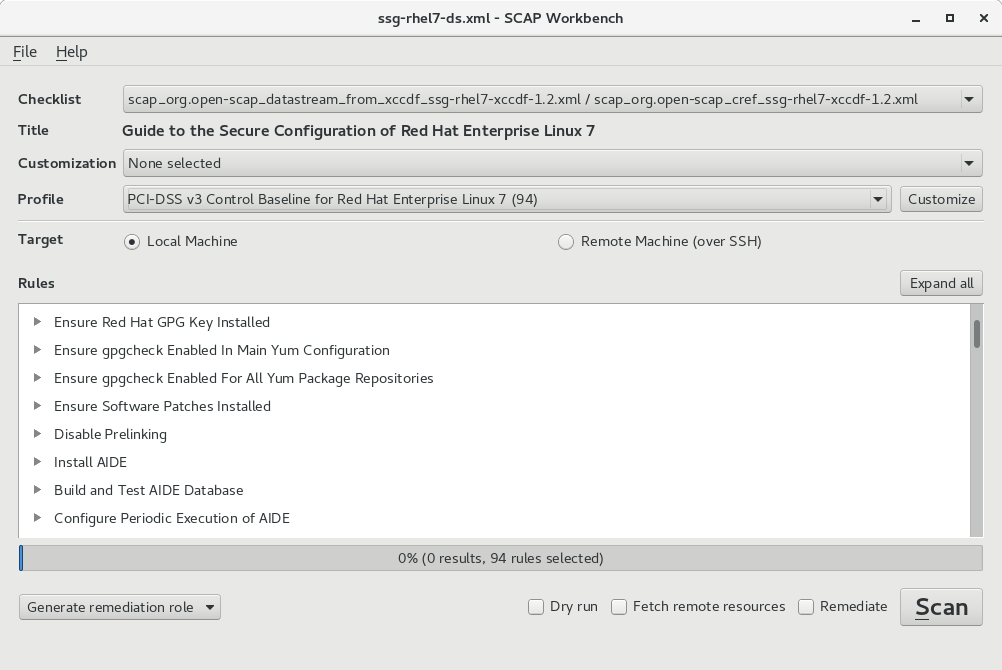 ssg-rhel7-ds.xml - SCAP Workbench
File Help
Checklist scap_org.open-scap_datastream_from_xccdf_ssg-rhel7-xccdf-1.2.xml / scap_org.open-scap_cref_ssg-rhel7-xccdf-1.2.xml
Title Guide to the Secure Configuration of Red Hat Enterprise Linux 7
Customization None selected
Profile PCI-DSS v3 Control Baseline for Red Hat Enterprise Linux 7 (94) Customize
Target Local Machine Remote Machine (over SSH)
Rules Expand all
Ensure Red Hat GPG Key Installed
Ensure gpgcheck Enabled In Main Yum Configuration
Ensure gpgcheck Enabled For All Yum Package Repositories
Ensure Software Patches Installed
Disable Prelinking
Install AIDE
Build and Test AIDE Database
Configure Periodic Execution of AIDE
0% (0 results, 94 rules selected)
Generate remediation role Dry run Fetch remote resources Remediate Scan